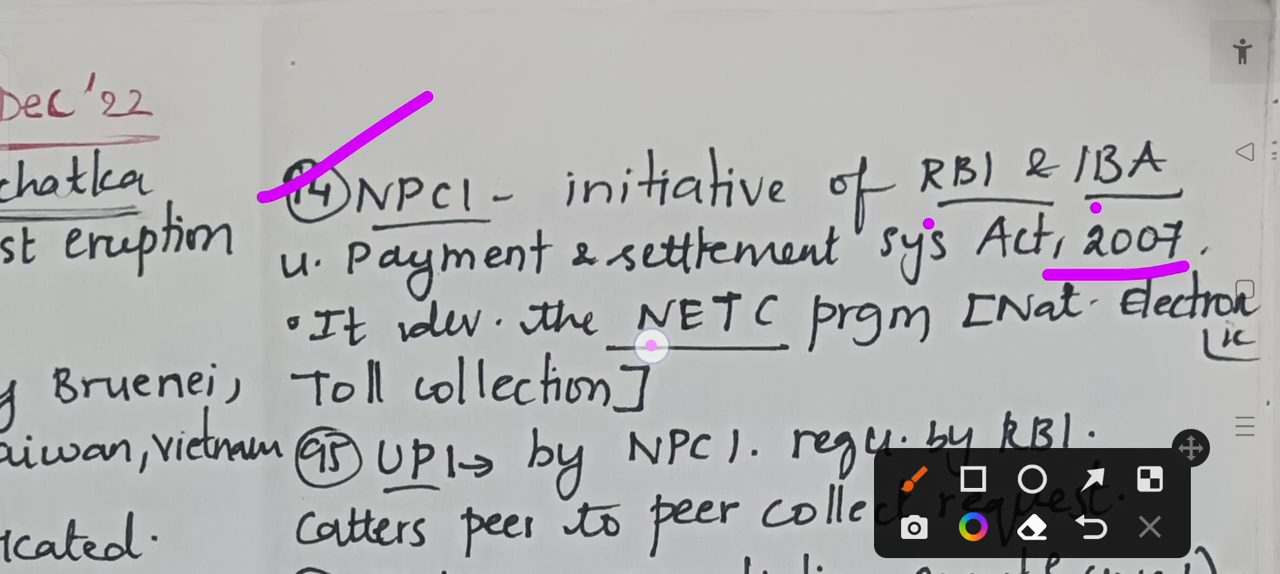 Dec '22
chatka
st eruption
y Bruenei,
aiwan, vietnam
icated.
94 NPCI - initiative of RBI & IBA
u. Payment & settlement sys Act, 2007.
• It dev. the NETC prgm [Nat. Electron
ic
Toll collection]
95 UPI → by NPCI. regu. by RBI.
Catters peer to peer collect request.